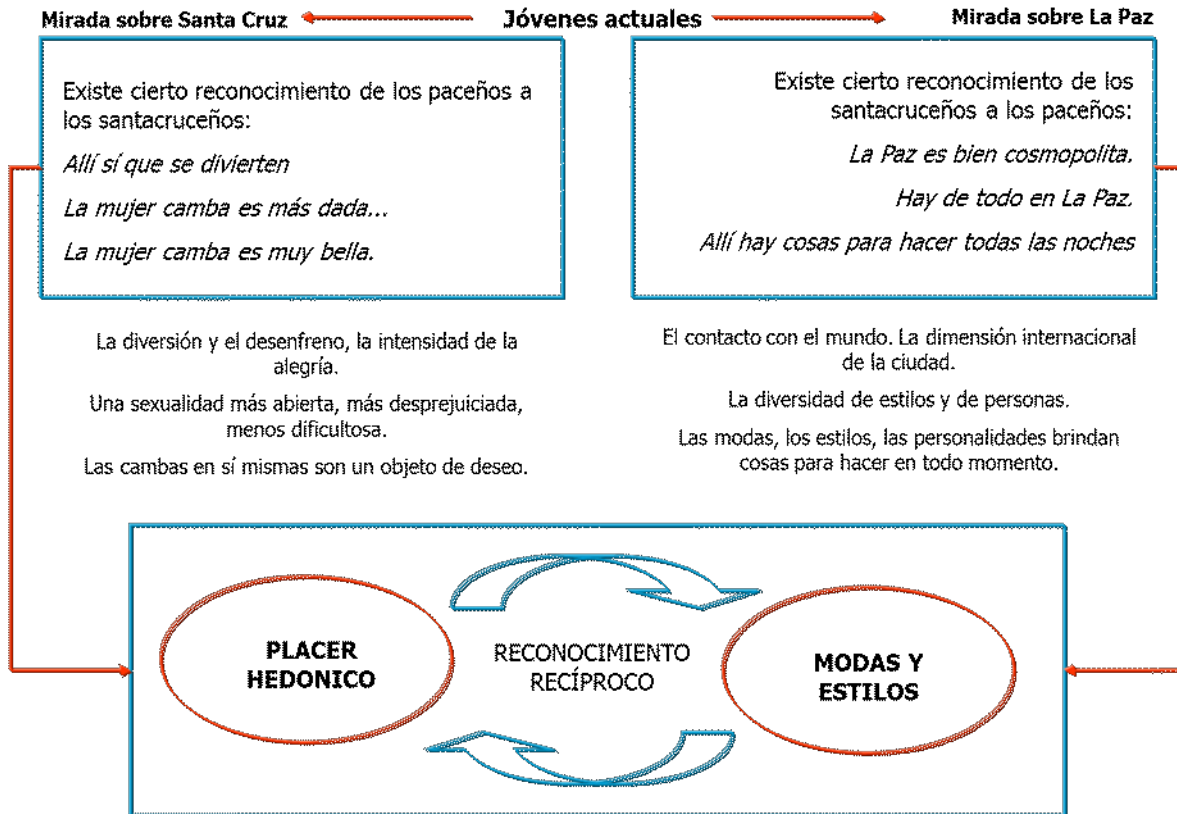 Mirada sobre Santa Cruz
Jóvenes actuales
Mirada sobre La Paz
Existe cierto reconocimiento de los paceños a
los santacruceños:
Allí sí que se divierten
La mujer camba es más dada...
La mujer camba es muy bella.
Existe cierto reconocimiento de los
santacruceños a los paceños:
La Paz es bien cosmopolita.
Hay de todo en La Paz.
Allí hay cosas para hacer todas las noches
La diversión y el desenfreno, la intensidad de la
alegría.
Una sexualidad más abierta, más desprejuiciada,
menos dificultosa.
Las cambas en sí mismas son un objeto de deseo.
El contacto con el mundo. La dimensión internacional
de la ciudad.
La diversidad de estilos y de personas.
Las modas, los estilos, las personalidades brindan
cosas para hacer en todo momento.
PLACER
HEDONICO
RECONOCIMIENTO
RECÍPROCO
MODAS Y
ESTILOS